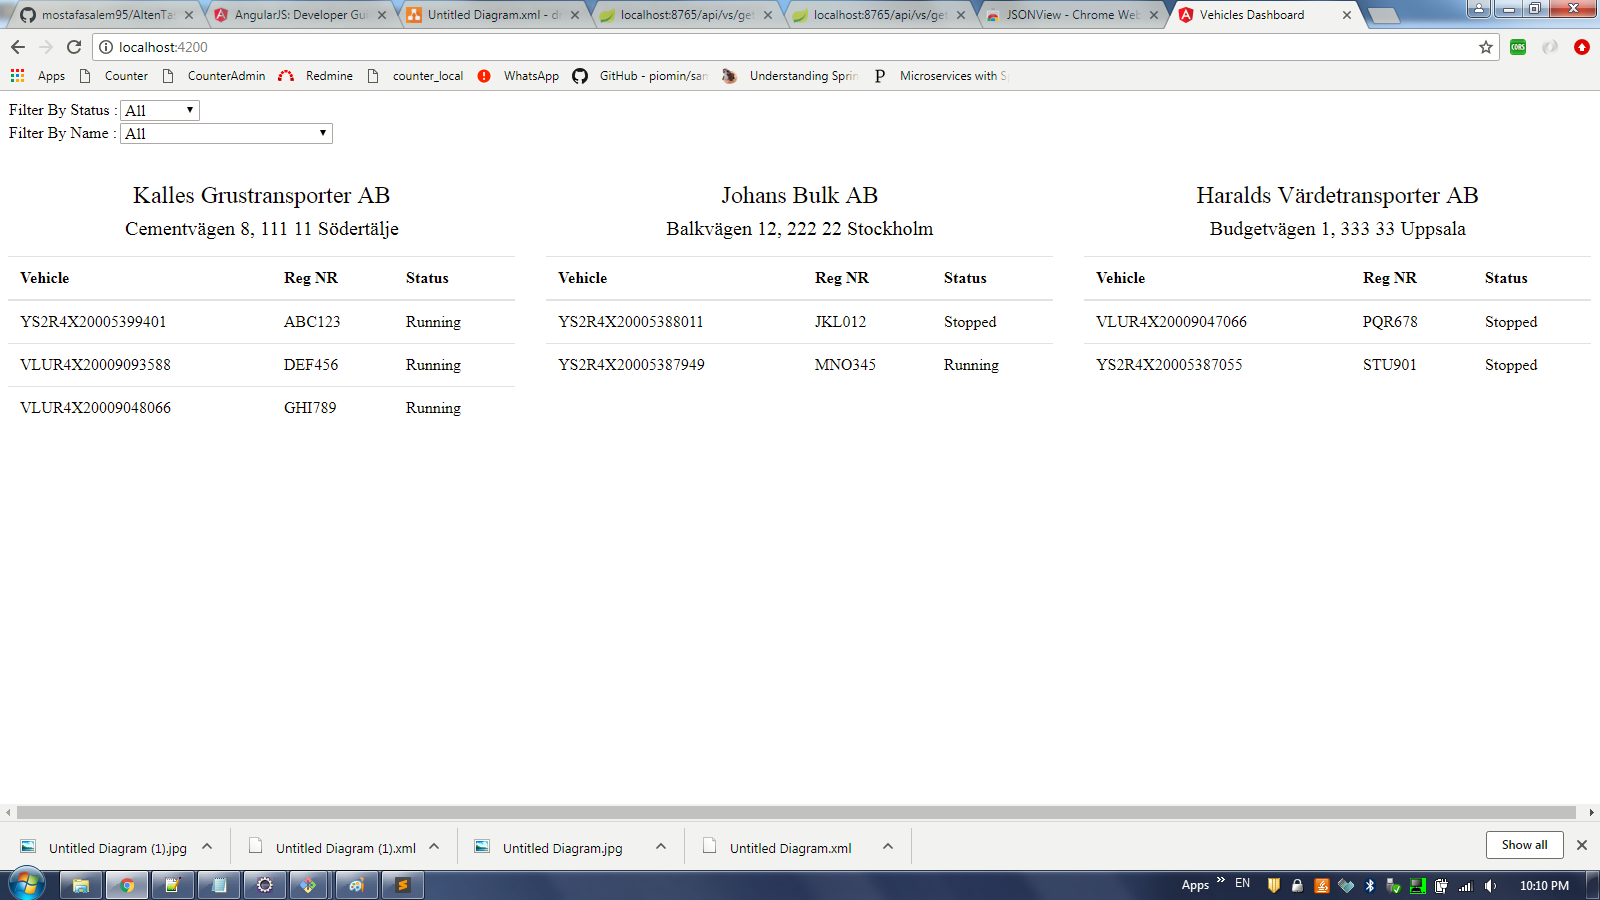 mostafasalem95/AltenTas
AngularJS: Developer Gui
Untitled Diagram.xml - dr
localhost:8765/api/vs/get
localhost:8765/api/vs/get
JSONView - Chrome Web
Vehicles Dashboard
localhost:4200
CORS
Apps
Counter
CounterAdmin
Redmine
counter_local
WhatsApp
GitHub - piomin/sam
Understanding Sprin
Microservices with S
Filter By Status : All
Filter By Name : All
Kalles Grustransporter AB
Cementvägen 8, 111 11 Södertälje
Vehicle Reg NR Status
YS2R4X20005399401 ABC123 Running
VLUR4X20009093588 DEF456 Running
VLUR4X20009048066 GHI789 Running
Johans Bulk AB
Balkvägen 12, 222 22 Stockholm
Vehicle Reg NR Status
YS2R4X20005388011 JKL012 Stopped
YS2R4X20005387949 MNO345 Running
Haralds Värdetransporter AB
Budgetvägen 1, 333 33 Uppsala
Vehicle Reg NR Status
VLUR4X20009047066 PQR678 Stopped
YS2R4X20005387055 STU901 Stopped
Untitled Diagram (1).jpg
Untitled Diagram (1).xml
Untitled Diagram.jpg
Untitled Diagram.xml
Show all
Apps
EN
10:10 PM